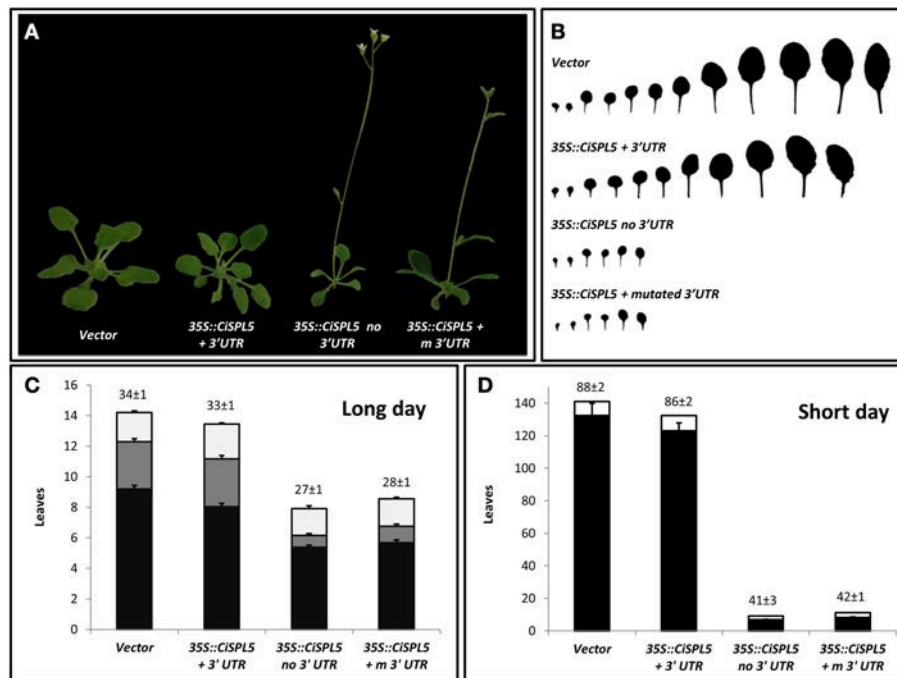 A
Vector
35S::CiSPL5
+ 3'UTR
35S::CiSPL5 no
3'UTR
35S::CiSPL5 +
m 3'UTR
B
Vector
35S::CiSPL5 + 3'UTR
35S::CiSPL5 no 3'UTR
35S::CiSPL5 + mutated 3'UTR
C
Long day
Leaves
16
14
12
10
8
6
4
2
0
34±1
33±1
27±1
28±1
Vector
35S::CiSPL5
+ 3' UTR
35S::CiSPL5
no 3' UTR
35S::CiSPL5
+ m 3' UTR
D
Short day
Leaves
140
120
100
80
60
40
20
0
88±2
86±2
41±3
42±1
Vector
35S::CiSPL5
+ 3' UTR
35S::CiSPL5
no 3' UTR
35S::CiSPL5
+ m 3' UTR